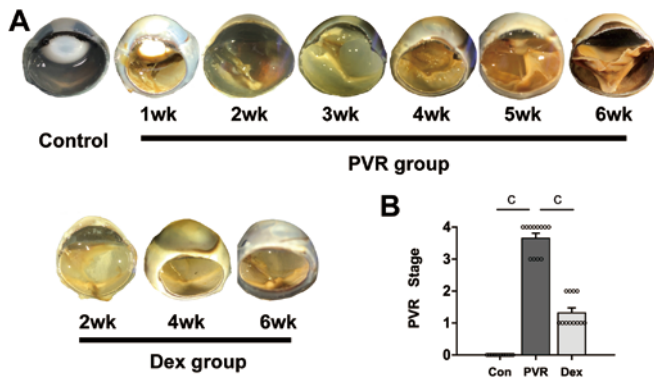 A
1wk 2wk 3wk 4wk 5wk 6wk
Control
PVR group
2wk 4wk 6wk
Dex group
B
C C
4
3
2
1
0
PVR Stage
Con PVR Dex